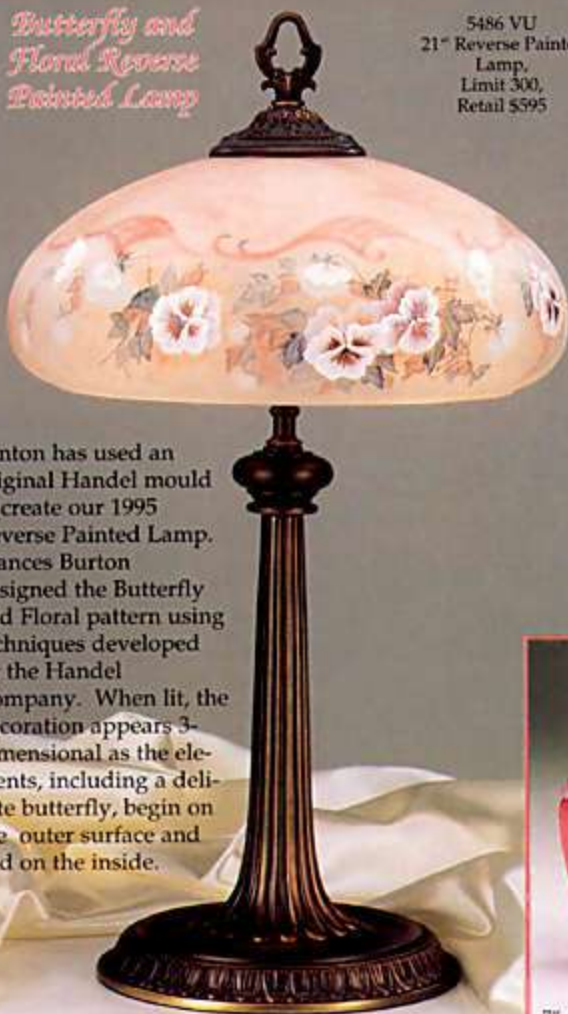 Butterfly and
Floral Reverse
Painted Lamp
5486 VU
21" Reverse Painte
Lamp,
Limit 300,
Retail $595
nton has used an
iginal Handel mould
create our 1995
verse Painted Lamp.
ances Burton
signed the Butterfly
d Floral pattern using
chniques developed
the Handel
ompany. When lit, the
coration appears 3-
mensional as the ele-
ents, including a deli-
te butterfly, begin on
e outer surface and
d on the inside.